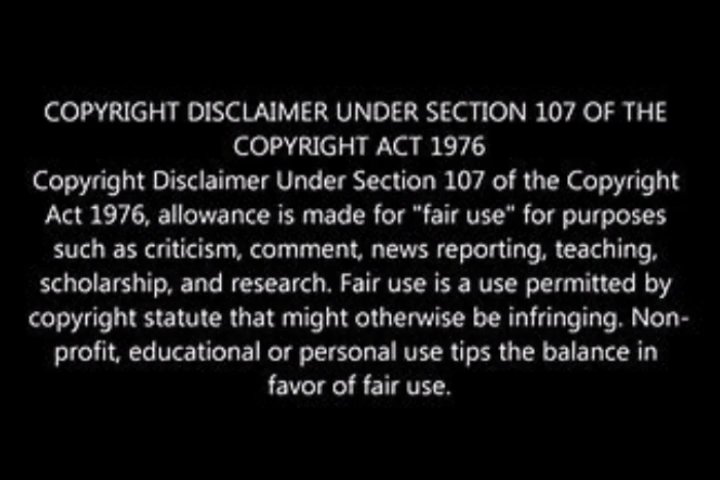 COPYRIGHT DISCLAIMER UNDER SECTION 107 OF THE
COPYRIGHT ACT 1976
Copyright Disclaimer Under Section 107 of the Copyright
Act 1976, allowance is made for "fair use" for purposes
such as criticism, comment, news reporting, teaching,
scholarship, and research. Fair use is a use permitted by
copyright statute that might otherwise be infringing. Non-
profit, educational or personal use tips the balance in
favor of fair use.